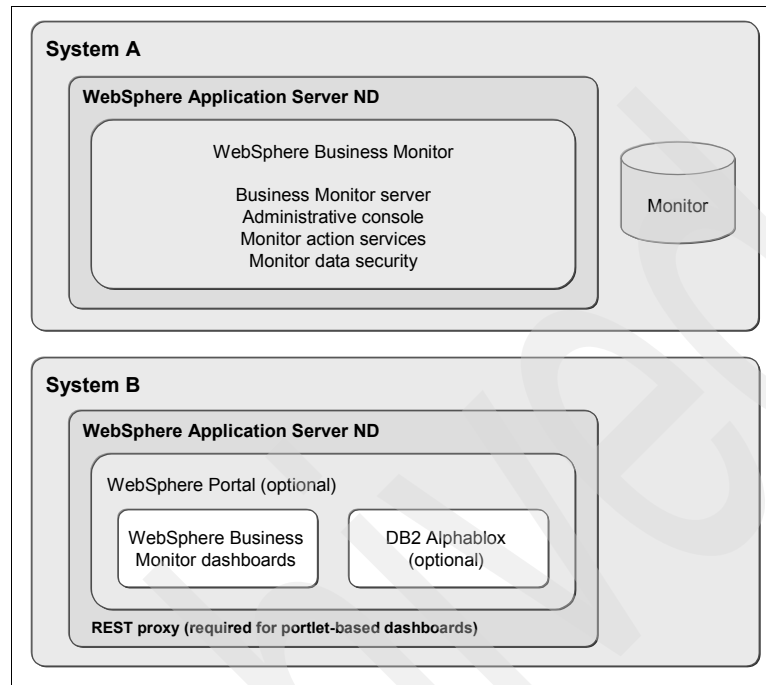 System A
WebSphere Application Server ND
WebSphere Business Monitor
Business Monitor server
Administrative console
Monitor action services
Monitor data security
Monitor
System B
WebSphere Application Server ND
WebSphere Portal (optional)
WebSphere Business
Monitor dashboards
DB2 Alphablox
(optional)
REST proxy (required for portlet-based dashboards)